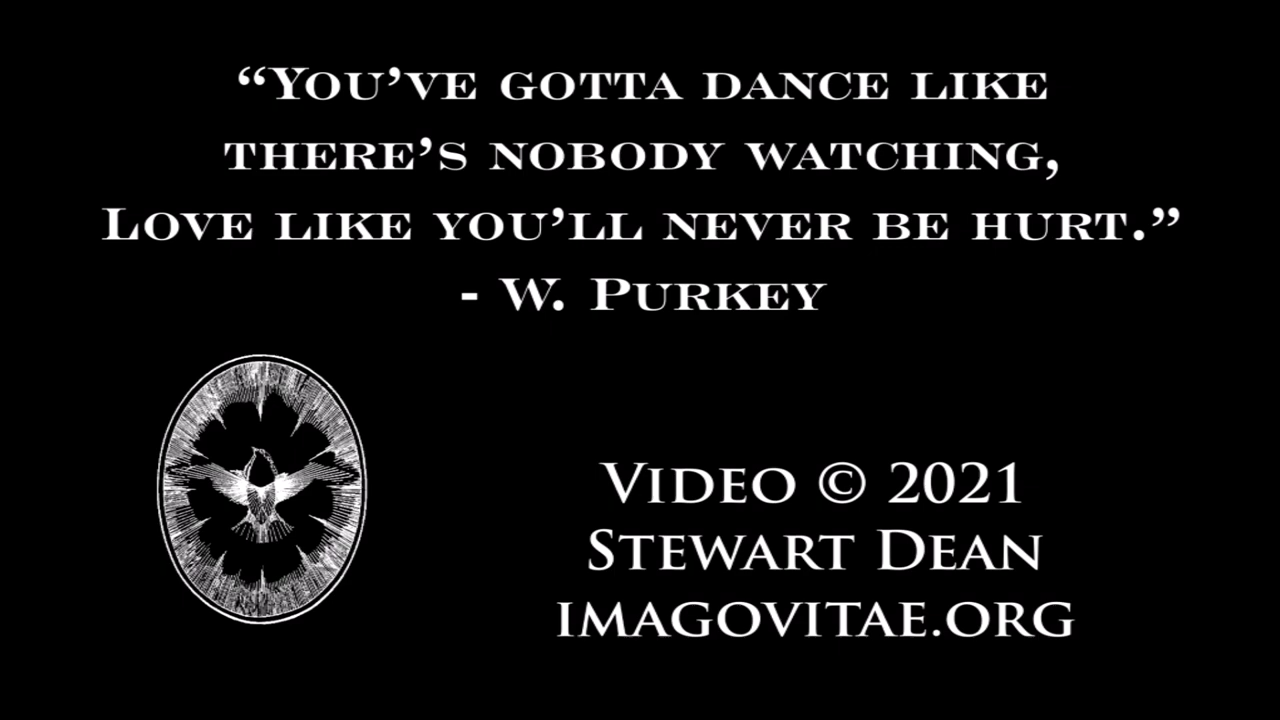 “You’ve gotta dance like
there’s nobody watching,
Love like you’ll never be hurt.”
- W. Purkey
Video © 2021
Stewart Dean
imagovitae.org